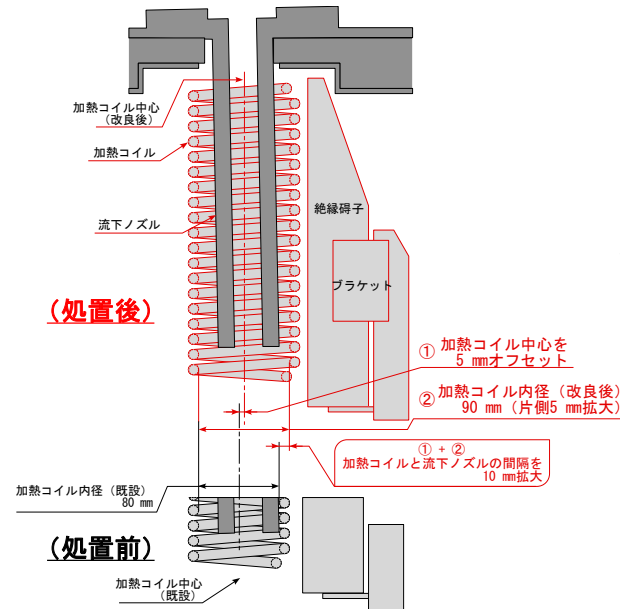 加熱コイル中心
(改良後)
加熱コイル
絶縁碍子
流下ノズル
ブラケット
(処置後)
① 加熱コイル中心を
5 mmオフセット
② 加熱コイル内径（改良後）
90 mm（片側5 mm拡大）
① + ②
加熱コイルと流下ノズルの間隔を
10 mm拡大
加熱コイル内径（既設）
80 mm
(処置前)
加熱コイル中心
(既設)